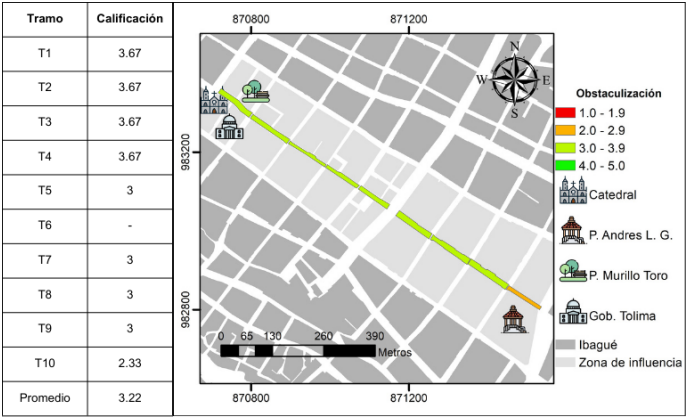 Tramo Calificación
T1 3.67
T2 3.67
T3 3.67
T4 3.67
T5 3
T6 -
T7 3
T8 3
T9 3
T10 2.33
Promedio 3.22
870800 871200
983200
982800
N
W E
S
0 65 130 260 390
Metros
870800 871200
Obstaculización
1.0 - 1.9
2.0 - 2.9
3.0 - 3.9
4.0 - 5.0
Catedral
P. Andres L. G.
P. Murillo Toro
Gob. Tolima
Ibagué
Zona de influencia